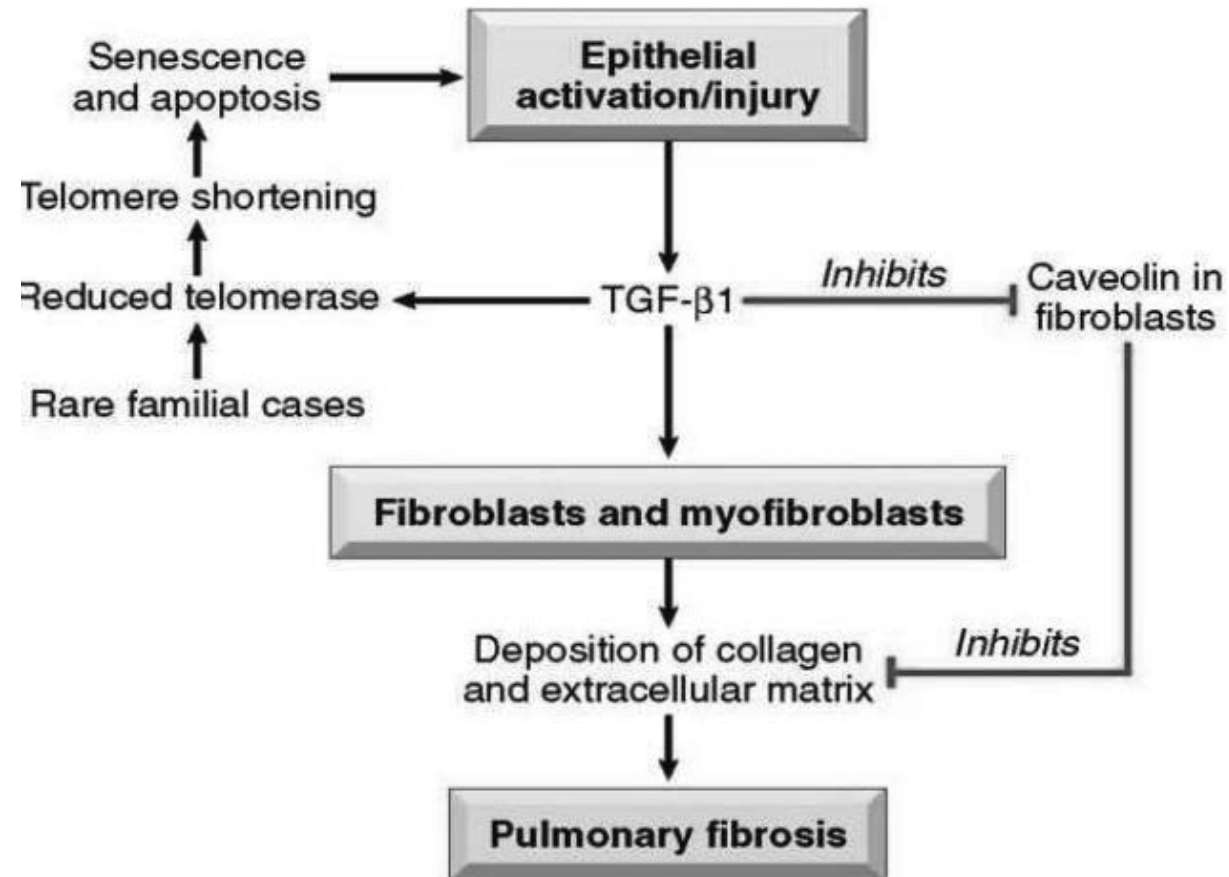 Senescence
and apoptosis
Epithelial
activation/injury
Telomere shortening
Reduced telomerase
TGF-β1
Inhibits
Caveolin in
fibroblasts
Rare familial cases
Fibroblasts and myofibroblasts
Deposition of collagen
and extracellular matrix
Inhibits
Pulmonary fibrosis